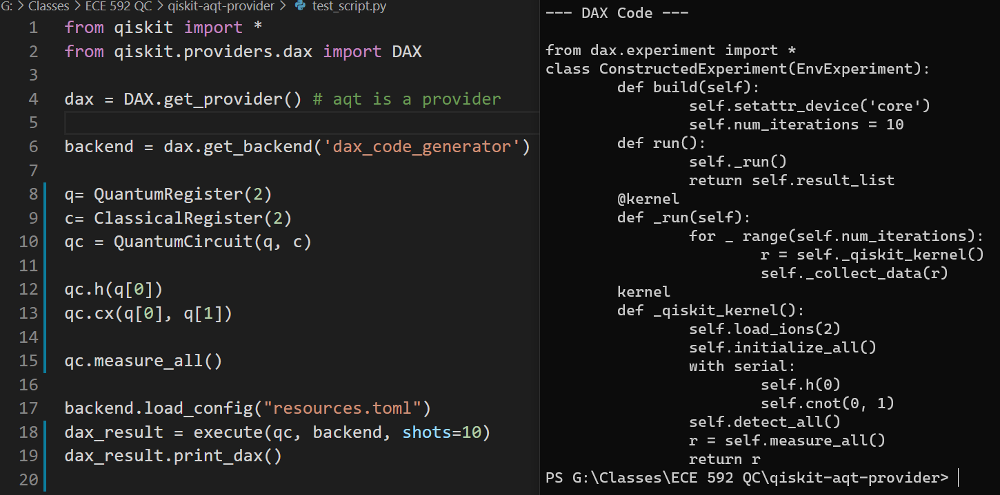 G: > Classes > ECE 592 QC > qiskit-aqt-provider > test_script.py
1 from qiskit import *
2 from qiskit.providers.dax import DAX
3
4 dax = DAX.get_provider() # aqt is a provider
5
6 backend = dax.get_backend('dax_code_generator')
7
8 q= QuantumRegister(2)
9 c= ClassicalRegister(2)
10 qc = QuantumCircuit(q, c)
11
12 qc.h(q[0])
13 qc.cx(q[0], q[1])
14
15 qc.measure_all()
16
17 backend.load_config("resources.toml")
18 dax_result = execute(qc, backend, shots=10)
19 dax_result.print_dax()
20
--- DAX Code ---
from dax.experiment import *
class ConstructedExperiment(EnvExperiment):
        def build(self):
                self.setattr_device('core')
                self.num_iterations = 10
        def run():
                self._run()
                return self.result_list
        @kernel
        def _run(self):
                for _ range(self.num_iterations):
                        r = self._qiskit_kernel()
                        self._collect_data(r)
        kernel
        def _qiskit_kernel():
                self.load_ions(2)
                self.initialize_all()
                with serial:
                        self.h(0)
                        self.cnot(0, 1)
                self.detect_all()
                r = self.measure_all()
                return r
PS G:\Classes\ECE 592 QC\qiskit-aqt-provider>